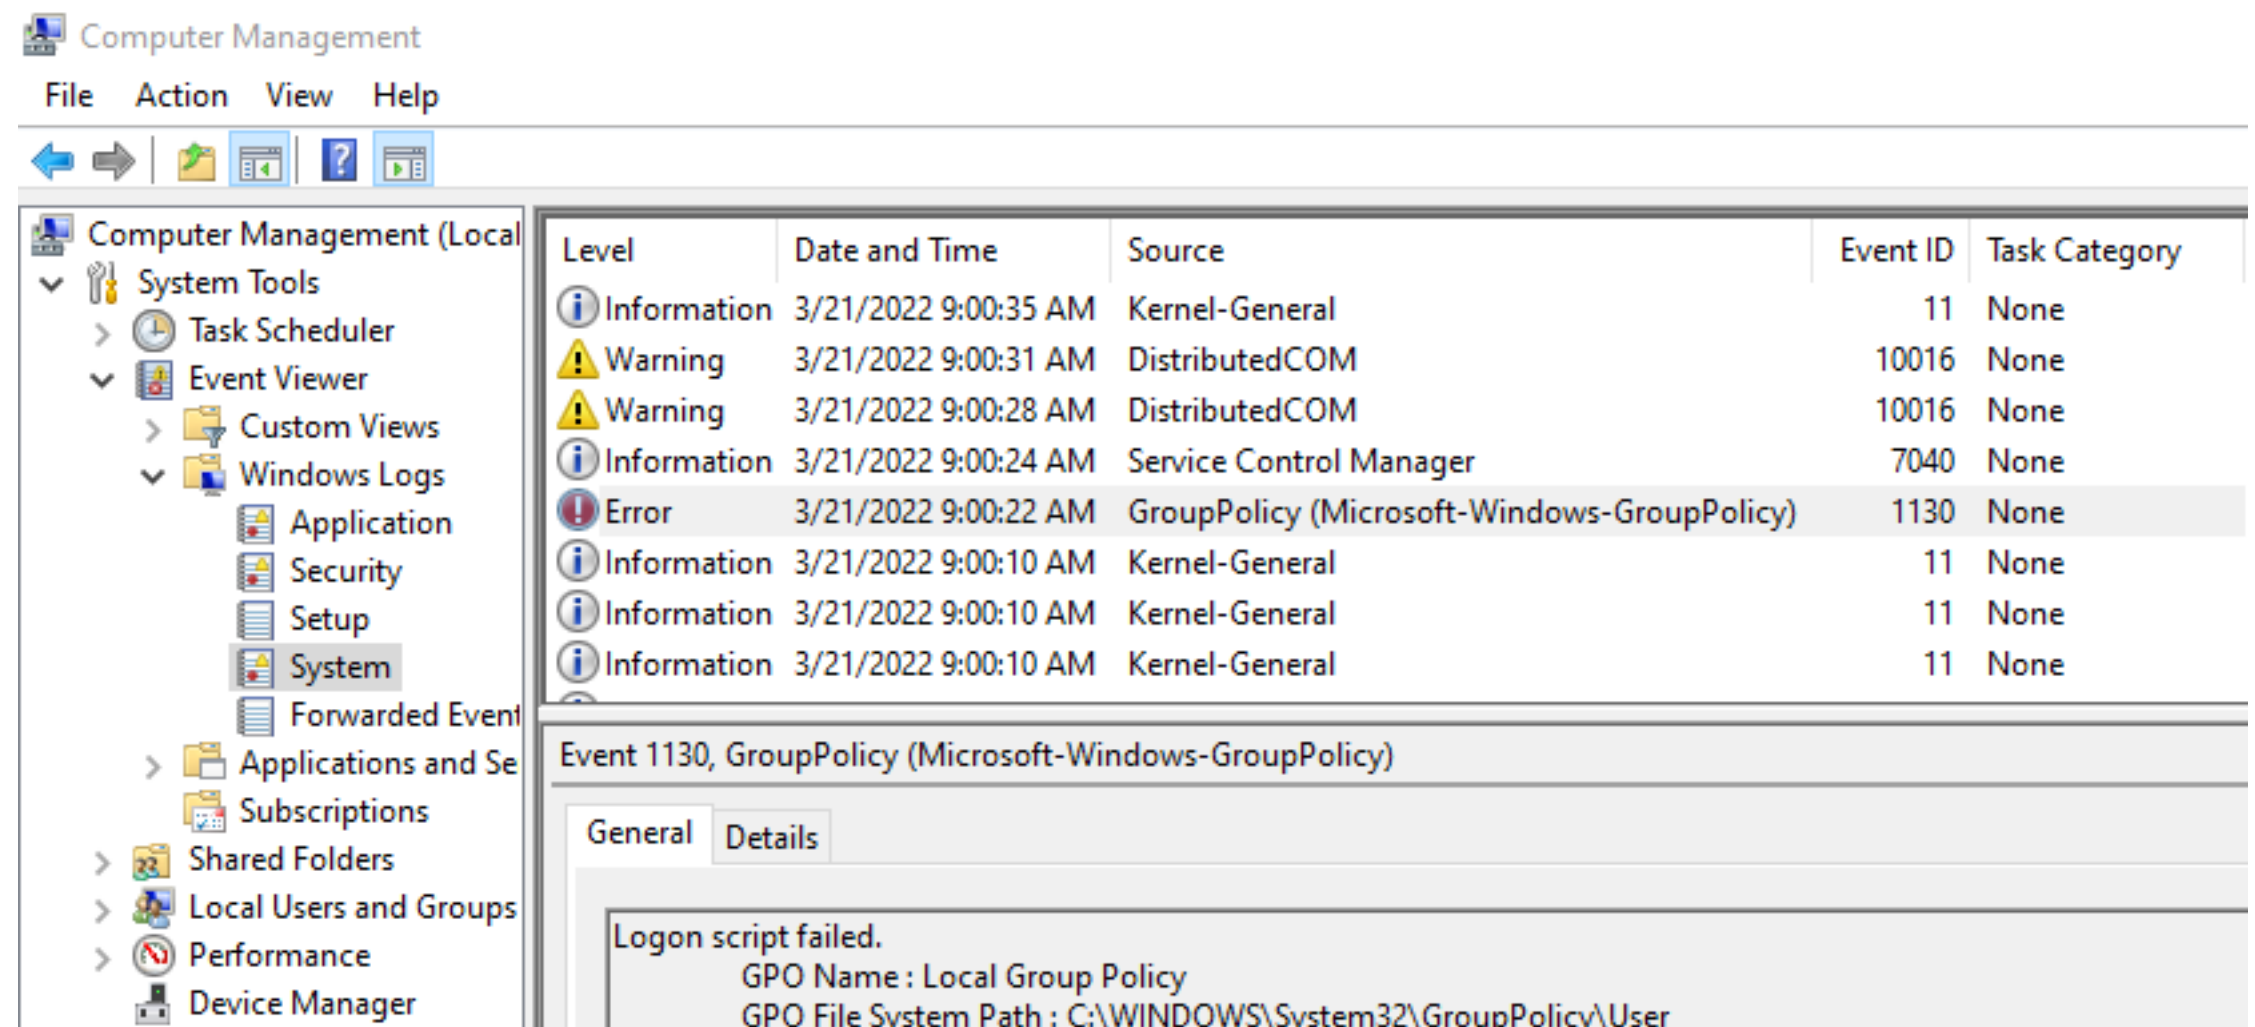 Computer Management
File Action View Help
Computer Management (Local
System Tools
Task Scheduler
Event Viewer
Custom Views
Windows Logs
Application
Security
Setup
System
Forwarded Event
Applications and Se
Subscriptions
Shared Folders
Local Users and Groups
Performance
Device Manager
Level Date and Time Source Event ID Task Category
Information 3/21/2022 9:00:35 AM Kernel-General 11 None
Warning 3/21/2022 9:00:31 AM DistributedCOM 10016 None
Warning 3/21/2022 9:00:28 AM DistributedCOM 10016 None
Information 3/21/2022 9:00:24 AM Service Control Manager 7040 None
Error 3/21/2022 9:00:22 AM GroupPolicy (Microsoft-Windows-GroupPolicy) 1130 None
Information 3/21/2022 9:00:10 AM Kernel-General 11 None
Information 3/21/2022 9:00:10 AM Kernel-General 11 None
Information 3/21/2022 9:00:10 AM Kernel-General 11 None
Event 1130, GroupPolicy (Microsoft-Windows-GroupPolicy)
General Details
Logon script failed.
GPO Name : Local Group Policy
GPO File System Path : C:\WINDOWS\System32\GroupPolicy\User